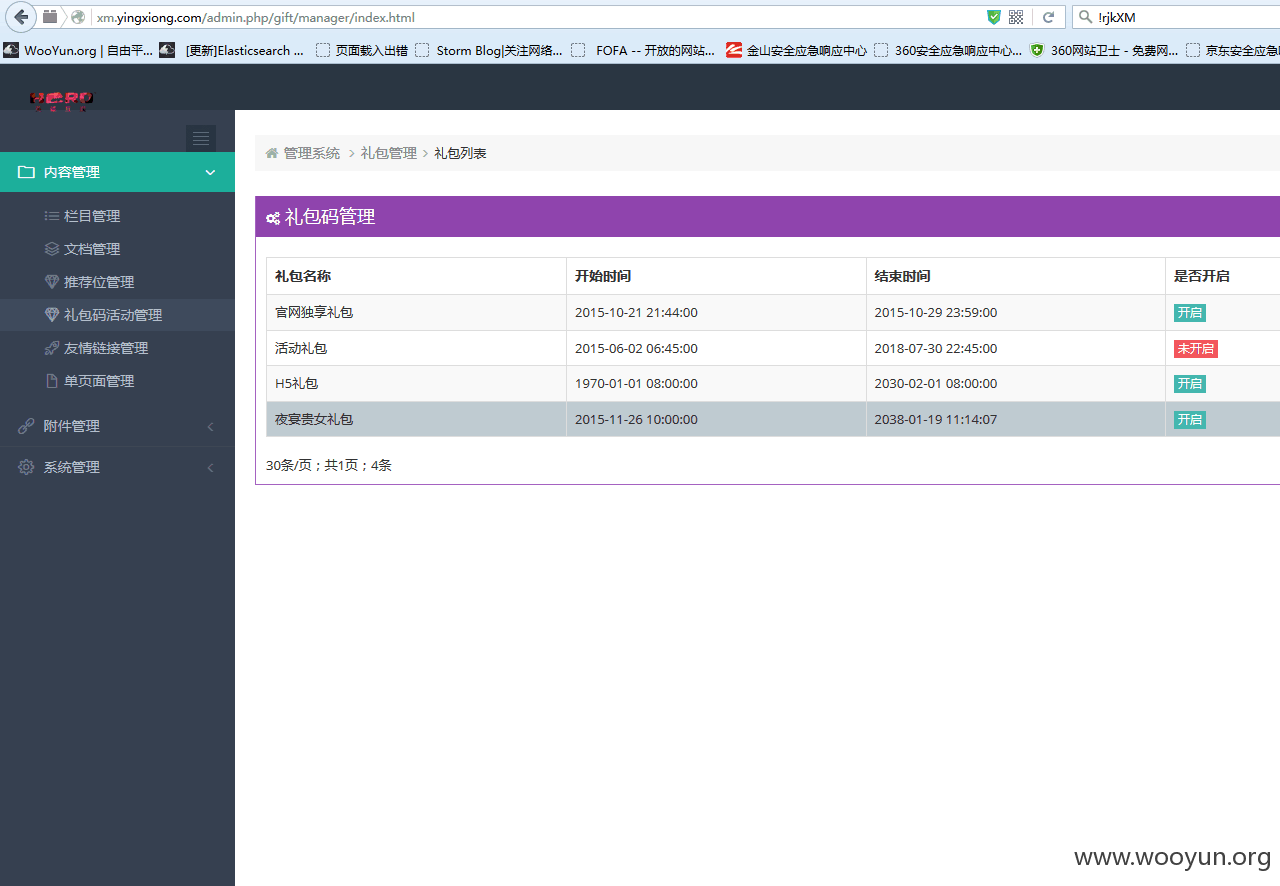 xm.yingxiong.com/admin.php/gift/manager/index.html
!rjkXM
WooYun.org | 自由平...
[更新]Elasticsearch ...
页面载入出错
Storm Blog|关注网络...
FOFA -- 开放的网站...
金山安全应急响应中心
360安全应急响应中心...
360网站卫士 - 免费网...
京东安全应急
HERO
管理系统 > 礼包管理 > 礼包列表
内容管理
栏目管理
文档管理
推荐位管理
礼包码活动管理
友情链接管理
单页面管理
附件管理
系统管理
礼包码管理
礼包名称 开始时间 结束时间 是否开启
官网独享礼包 2015-10-21 21:44:00 2015-10-29 23:59:00 开启
活动礼包 2015-06-02 06:45:00 2018-07-30 22:45:00 未开启
H5礼包 1970-01-01 08:00:00 2030-02-01 08:00:00 开启
夜宴贵女礼包 2015-11-26 10:00:00 2038-01-19 11:14:07 开启
30条/页；共1页；4条
www.wooyun.org